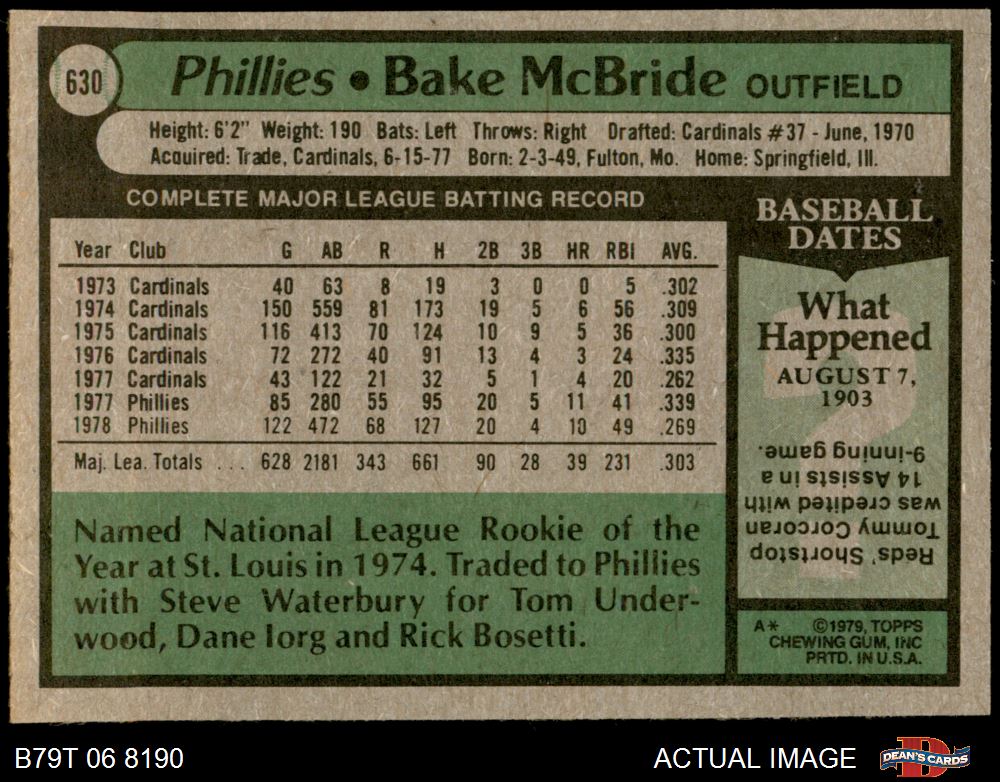 630
Phillies • Bake McBride OUTFIELD
Height: 6'2" Weight: 190 Bats: Left Throws: Right Drafted: Cardinals #37 - June, 1970
Acquired: Trade, Cardinals, 6-15-77 Born: 2-3-49, Fulton, Mo. Home: Springfield, Ill.
COMPLETE MAJOR LEAGUE BATTING RECORD
Year Club G AB R H 2B 3B HR RBI AVG.
1973 Cardinals 40 63 8 19 3 0 0 5 .302
1974 Cardinals 150 559 81 173 19 5 6 56 .309
1975 Cardinals 116 413 70 124 10 9 5 36 .300
1976 Cardinals 72 272 40 91 13 4 3 24 .335
1977 Cardinals 43 122 21 32 5 1 4 20 .262
1977 Phillies 85 280 55 95 20 5 11 41 .339
1978 Phillies 122 472 68 127 20 4 10 49 .269
Maj. Lea. Totals ... 628 2181 343 661 90 28 39 231 .303
Named National League Rookie of the
Year at St. Louis in 1974. Traded to Phillies
with Steve Waterbury for Tom Under-
wood, Dane Iorg and Rick Bosetti.
BASEBALL
DATES
What
Happened
AUGUST 7,
1903
Reds' Shortstop
Tommy Corcoran
was credited with
14 Assists in a
9-inning game.
A* ©1979, TOPPS
CHEWING GUM, INC
PRTD. IN U.S.A.
B79T 06 8190
ACTUAL IMAGE
DEAN'S CARDS